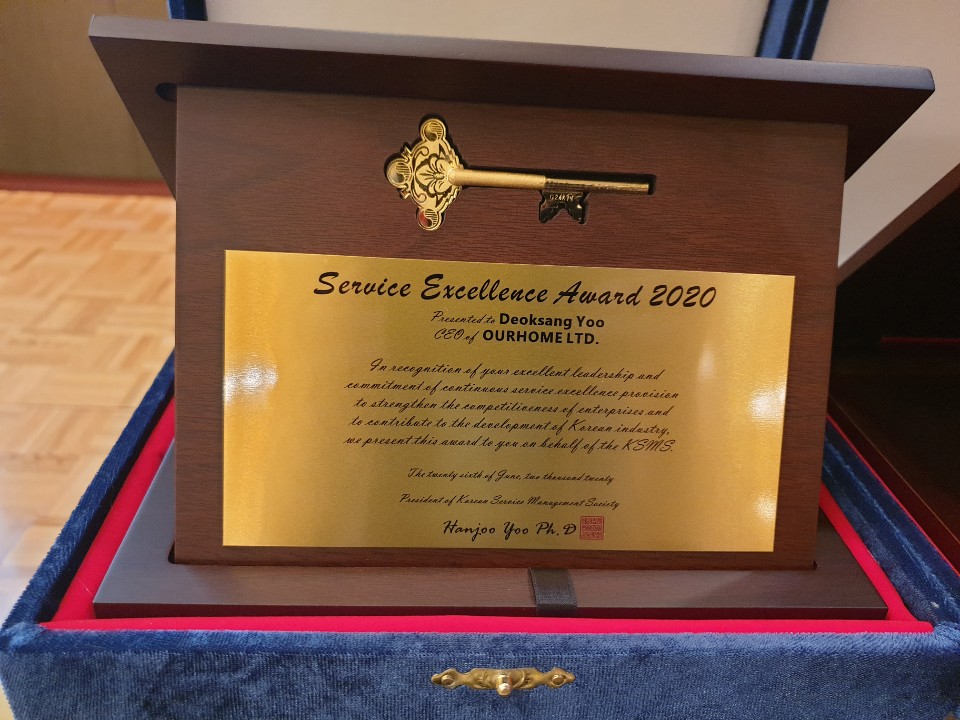 Service Excellence Award 2020
Presented to Deoksang Yoo
CEO of OURHOME LTD.
In recognition of your excellent leadership and
commitment of continuous service excellence provision
to strengthen the competitiveness of enterprises and
to contribute to the development of Korean industry,
we present this award to you on behalf of the KSMS.
The twenty sixth of June, two thousand twenty
President of Korean Service Management Society
Hanjoo Yoo Ph.D